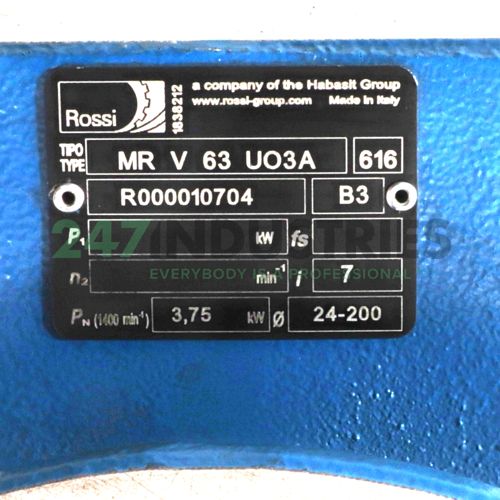 Rossi
1838212
a company of the Habasit Group
www.rossi-group.com Made in Italy
TIPO
TYPE
MR V 63 UO3A 616
R000010704 B3
P1 kW fs
247 INDUSTRIES
EVERYBODY IS A PROFESSIONAL
n2 min-1 i 7
PN (1400 min-1) 3,75 kW Ø 24-200